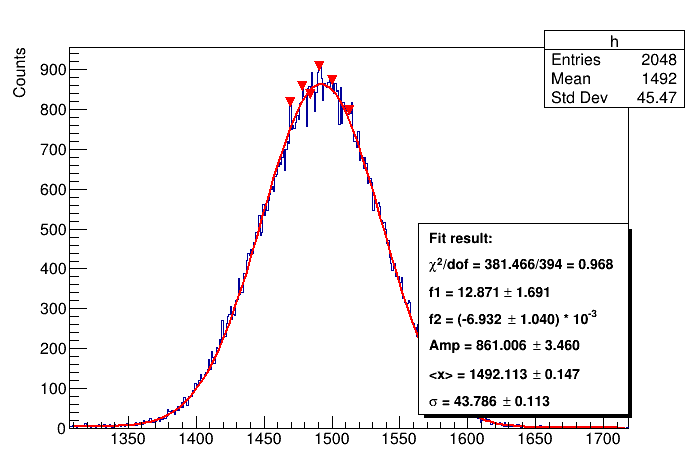 h
Entries 2048
Mean 1492
Std Dev 45.47
Counts
900
800
700
600
500
400
300
200
100
0
Fit result:
χ²/dof = 381.466/394 = 0.968
f1 = 12.871 ± 1.691
f2 = (-6.932 ± 1.040) * 10⁻³
Amp = 861.006 ± 3.460
<x> = 1492.113 ± 0.147
σ = 43.786 ± 0.113
1350 1400 1450 1500 1550 1600 1650 1700